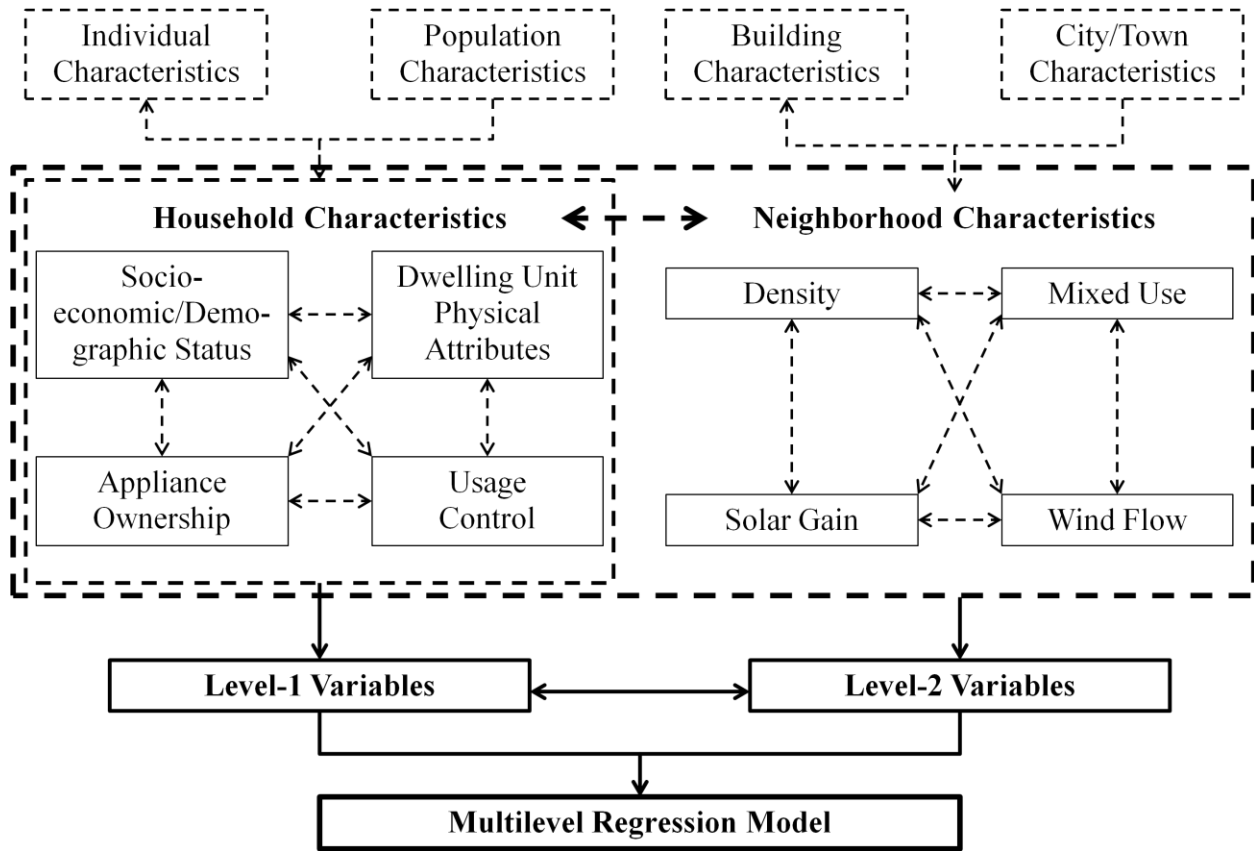 Individual
Characteristics
Population
Characteristics
Building
Characteristics
City/Town
Characteristics
Household Characteristics
Neighborhood Characteristics
Socio-
economic/Demo-
graphic Status
Dwelling Unit
Physical
Attributes
Density
Mixed Use
Appliance
Ownership
Usage
Control
Solar Gain
Wind Flow
Level-1 Variables
Level-2 Variables
Multilevel Regression Model